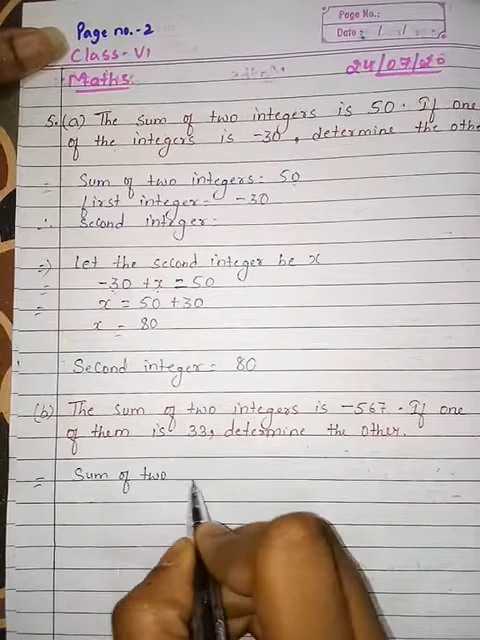 Page no.-2
Page No.:
Date: / /
Class-VI
Maths
24/07/20
5.(a) The sum of two integers is 50. If one
of the integers is -30, determine the othe
= Sum of two integers: 50
First integer= -30
∴ Second integer=
=) Let the second integer be x
= -30 + x = 50
= x = 50 + 30
x = 80
Second integer= 80
(b) The sum of two integers is -567. If one
of them is 33, determine the other.
= Sum of two